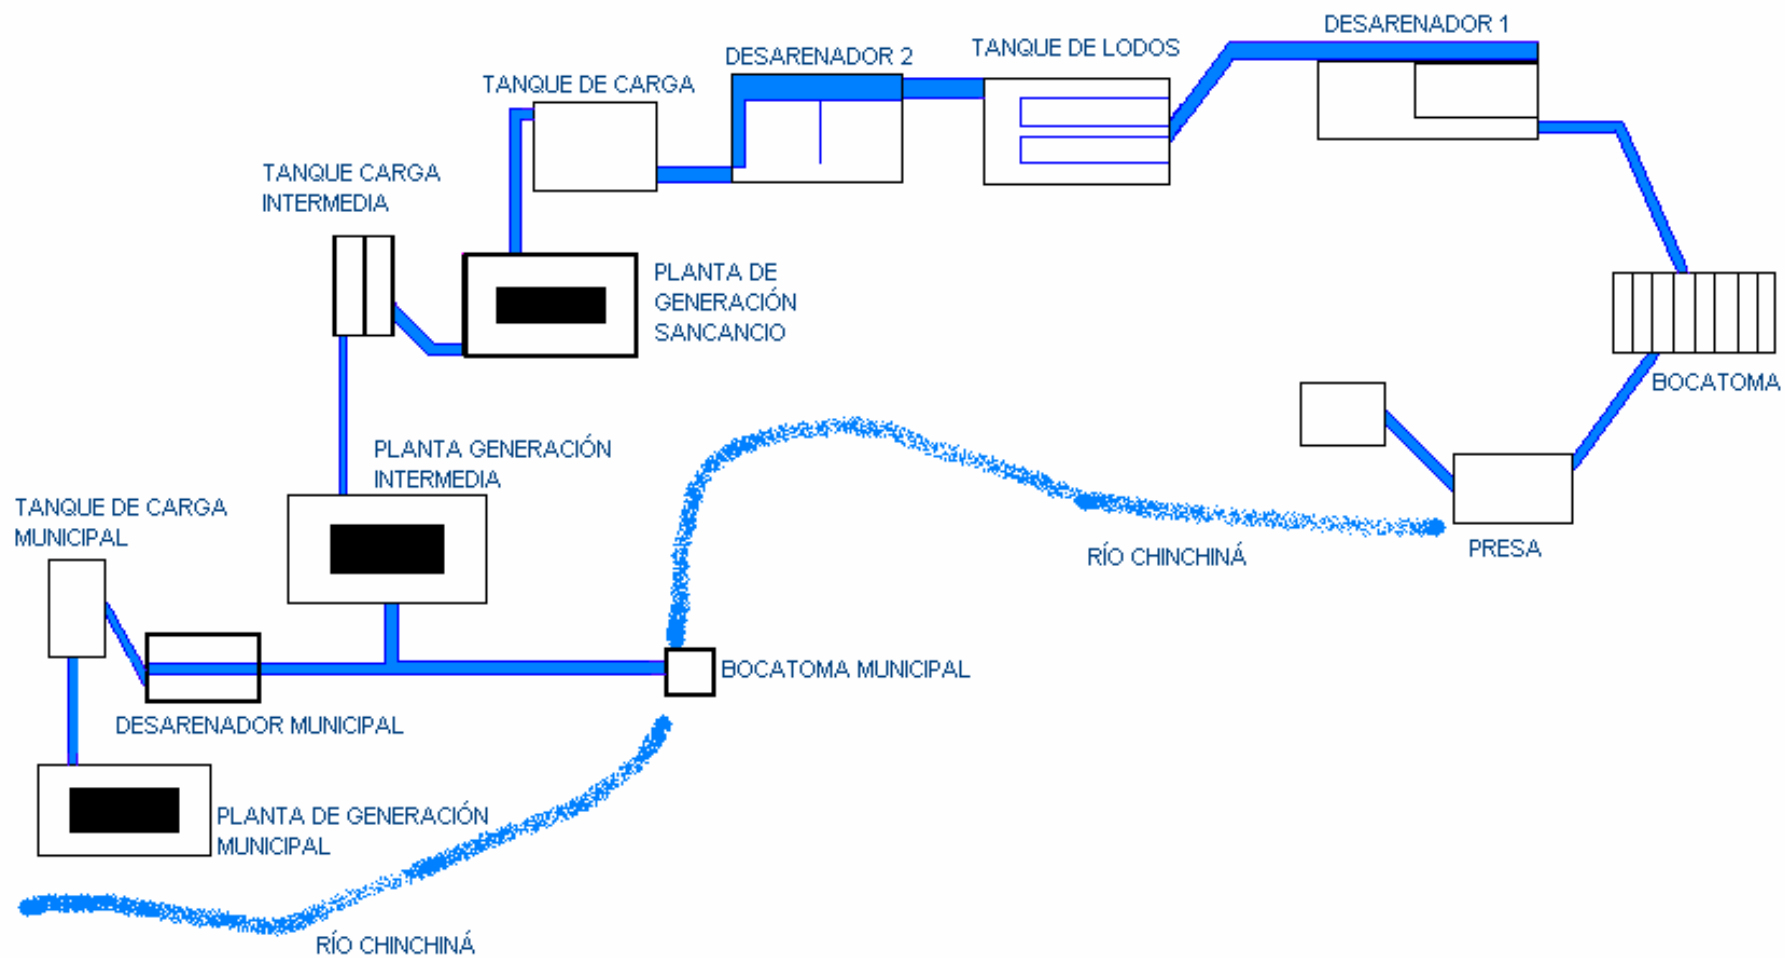 DESARENADOR 1
TANQUE DE LODOS
DESARENADOR 2
TANQUE DE CARGA
TANQUE CARGA
INTERMEDIA
PLANTA DE
GENERACIÓN
SANCANCIO
BOCATOMA
PLANTA GENERACIÓN
INTERMEDIA
TANQUE DE CARGA
MUNICIPAL
RÍO CHINCHINÁ
PRESA
BOCATOMA MUNICIPAL
DESARENADOR MUNICIPAL
PLANTA DE GENERACIÓN
MUNICIPAL
RÍO CHINCHINÁ